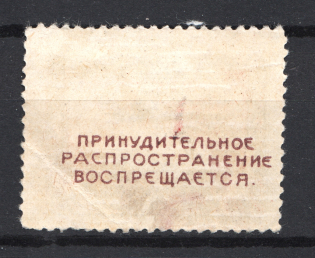 ПРИНУДИТЕЛЬНОЕ
РАСПРОСТРАНЕНИЕ
ВОСПРЕЩАЕТСЯ.